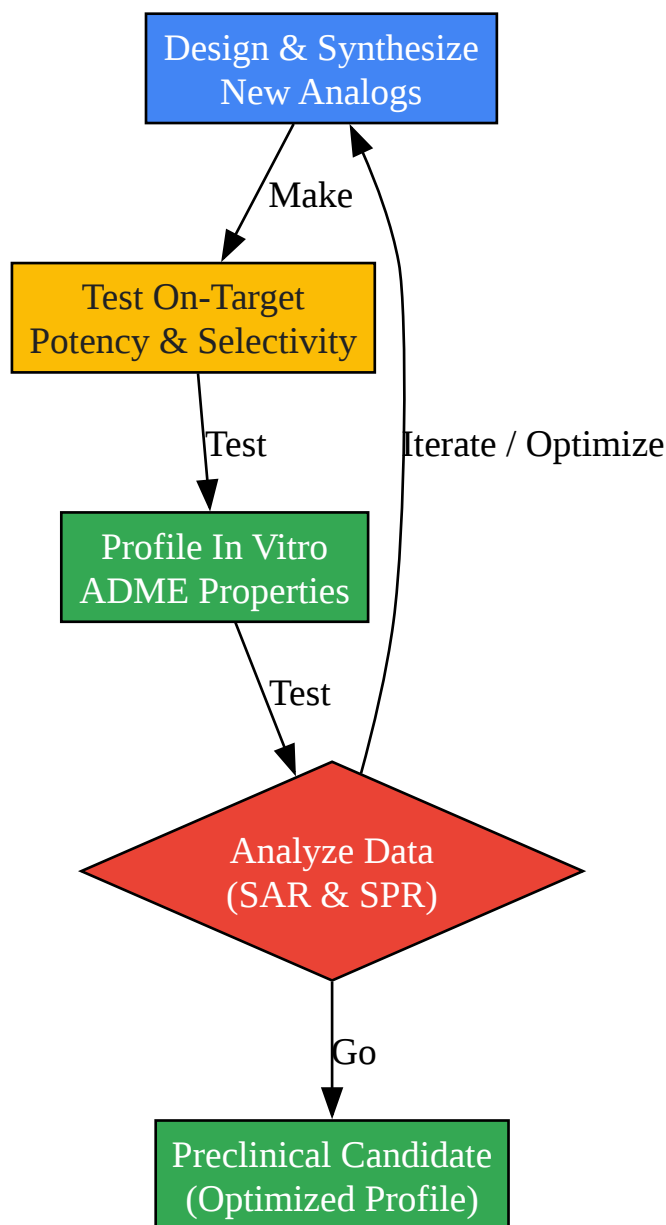 Design & Synthesize
New Analogs
Make
Test On-Target
Potency & Selectivity
Test
Iterate / Optimize
Profile In Vitro
ADME Properties
Test
Analyze Data
(SAR & SPR)
Go
Preclinical Candidate
(Optimized Profile)